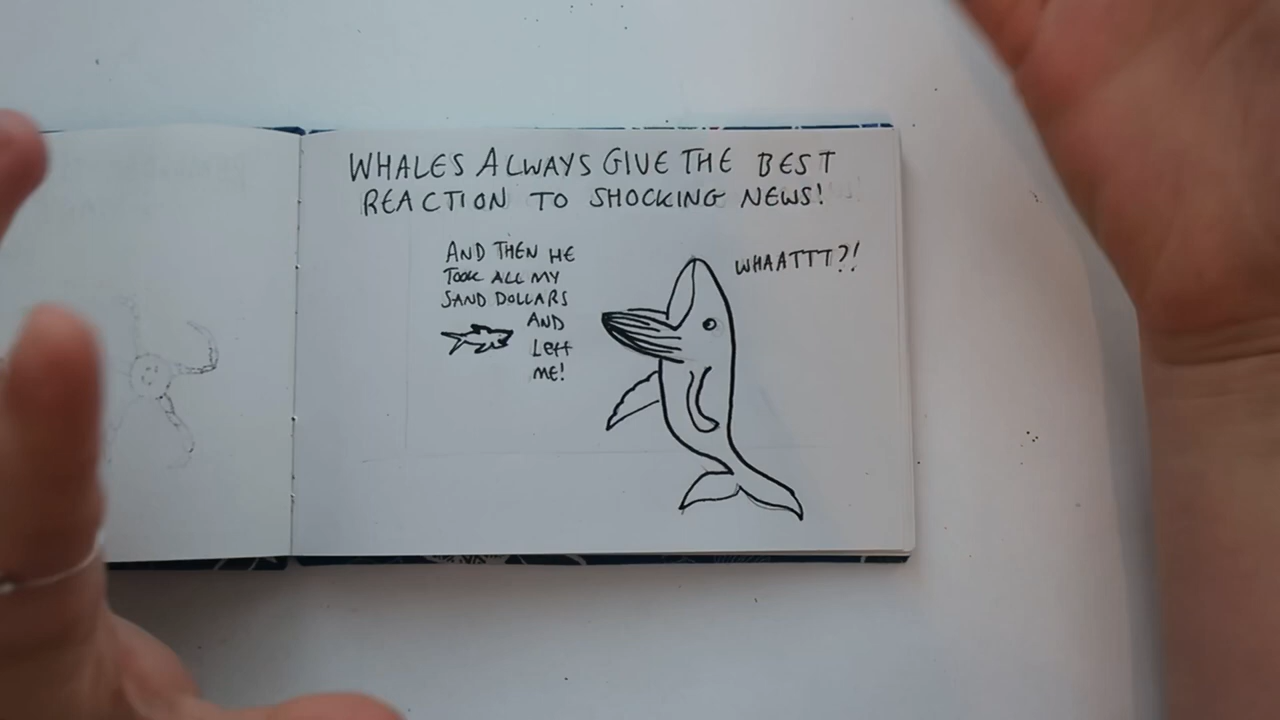 WHALES ALWAYS GIVE THE BEST
REACTION TO SHOCKING NEWS!
AND THEN HE
TOOK ALL MY
SAND DOLLARS
AND
LEFT
ME!
WHAATTT?!